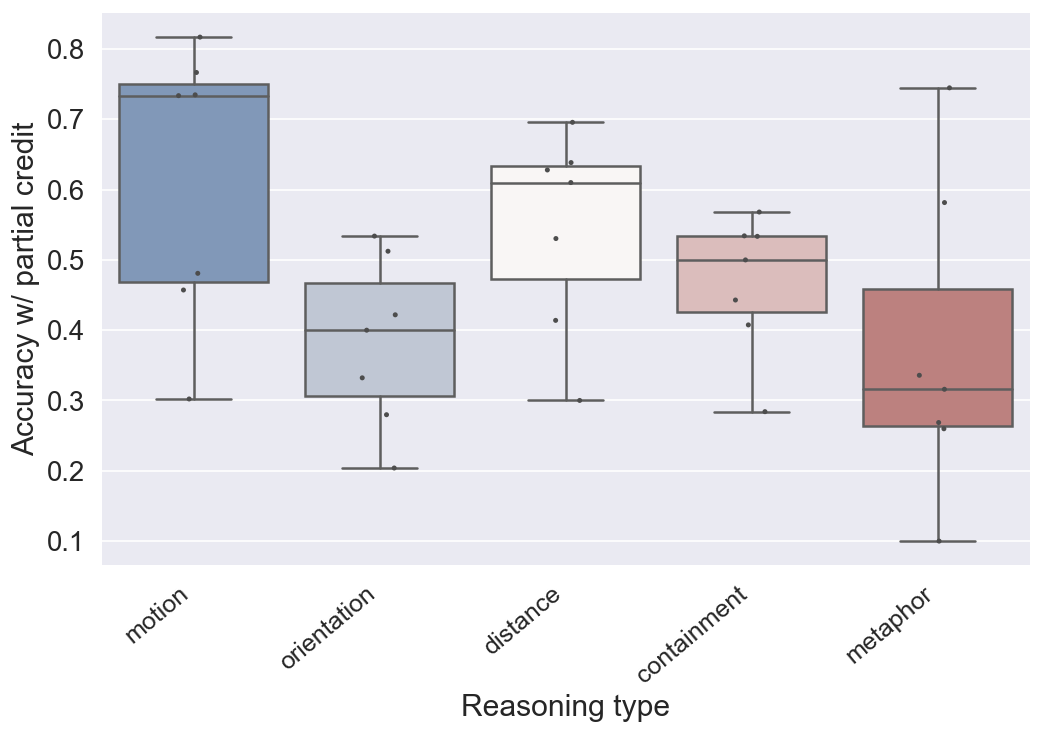 Accuracy w/ partial credit
0.8
0.7
0.6
0.5
0.4
0.3
0.2
0.1
motion
orientation
distance
containment
metaphor
Reasoning type